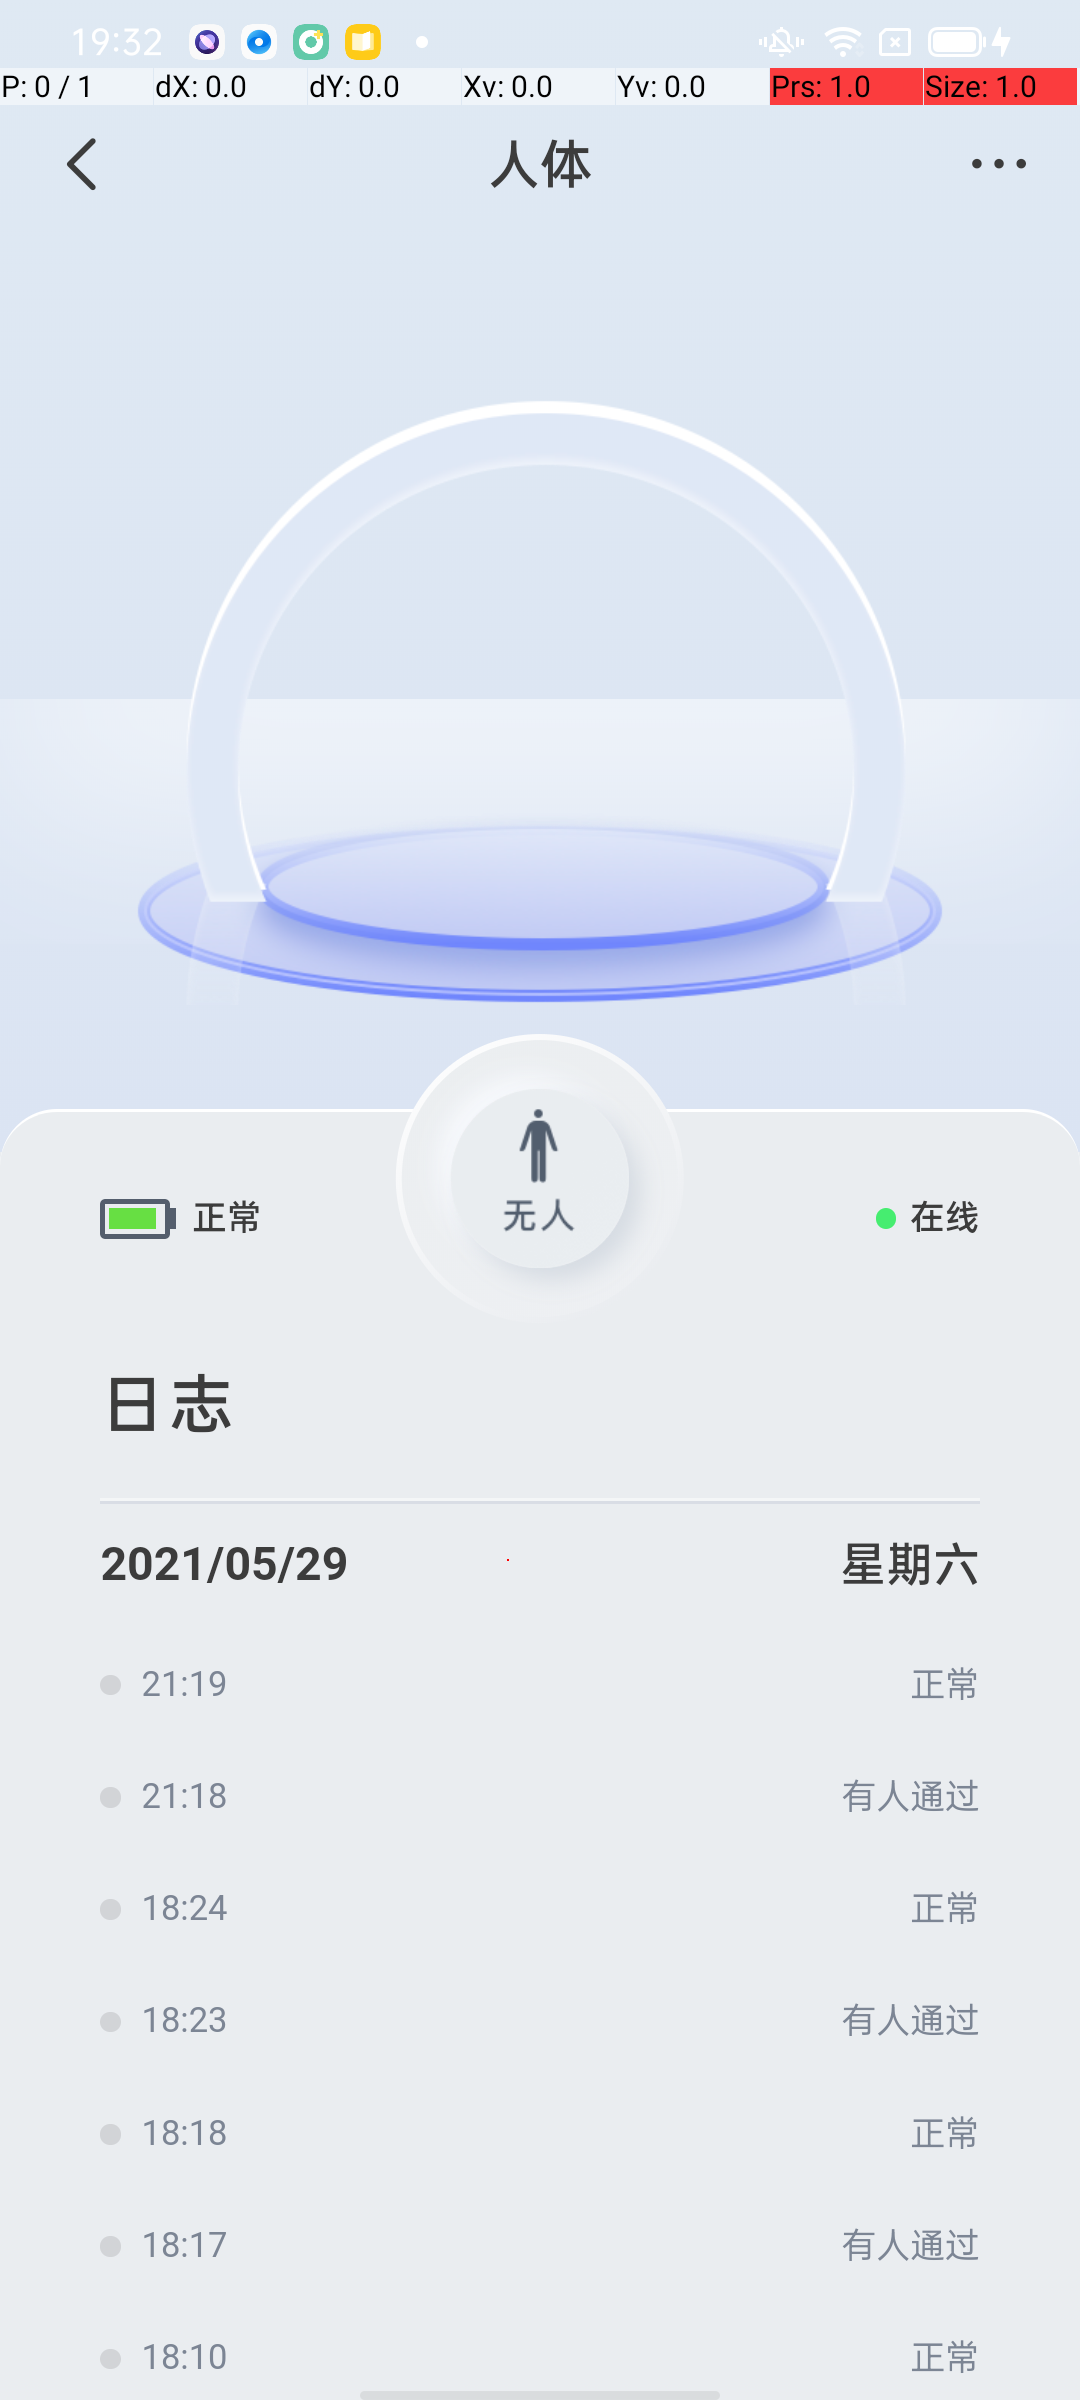 19:32
P: 0 / 1 dX: 0.0 dY: 0.0 Xv: 0.0 Yv: 0.0 Prs: 1.0 Size: 1.0
人体
无人
正常 在线
日志
2021/05/29 星期六
21:19 正常
21:18 有人通过
18:24 正常
18:23 有人通过
18:18 正常
18:17 有人通过
18:10 正常